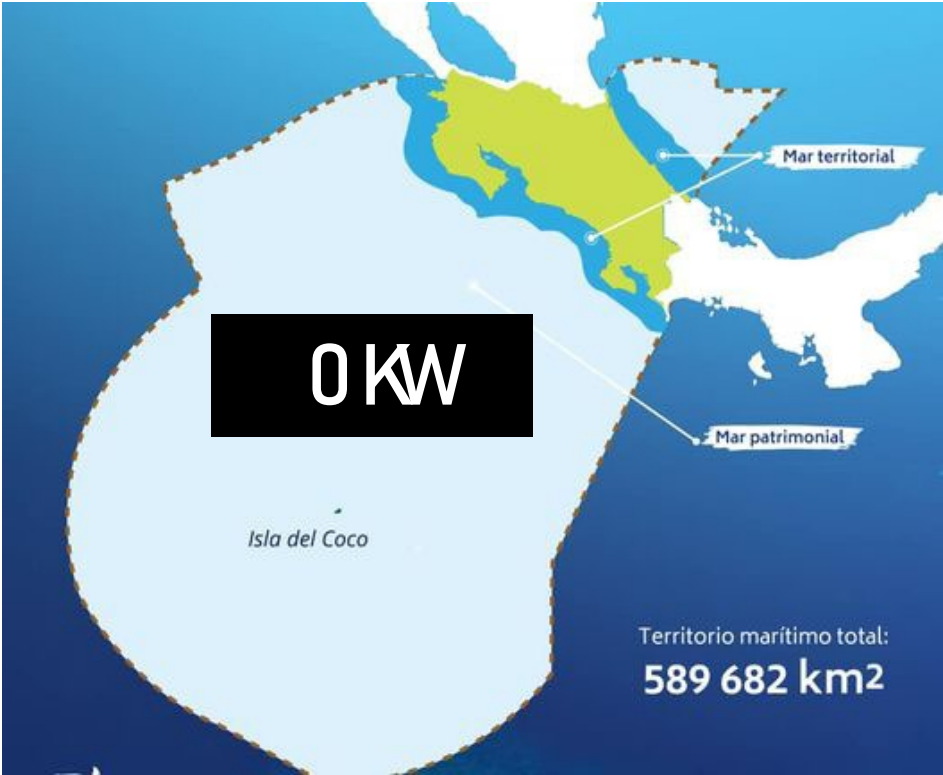 Mar territorial
0 KW
Mar patrimonial
Isla del Coco
Territorio marítimo total:
589 682 km2